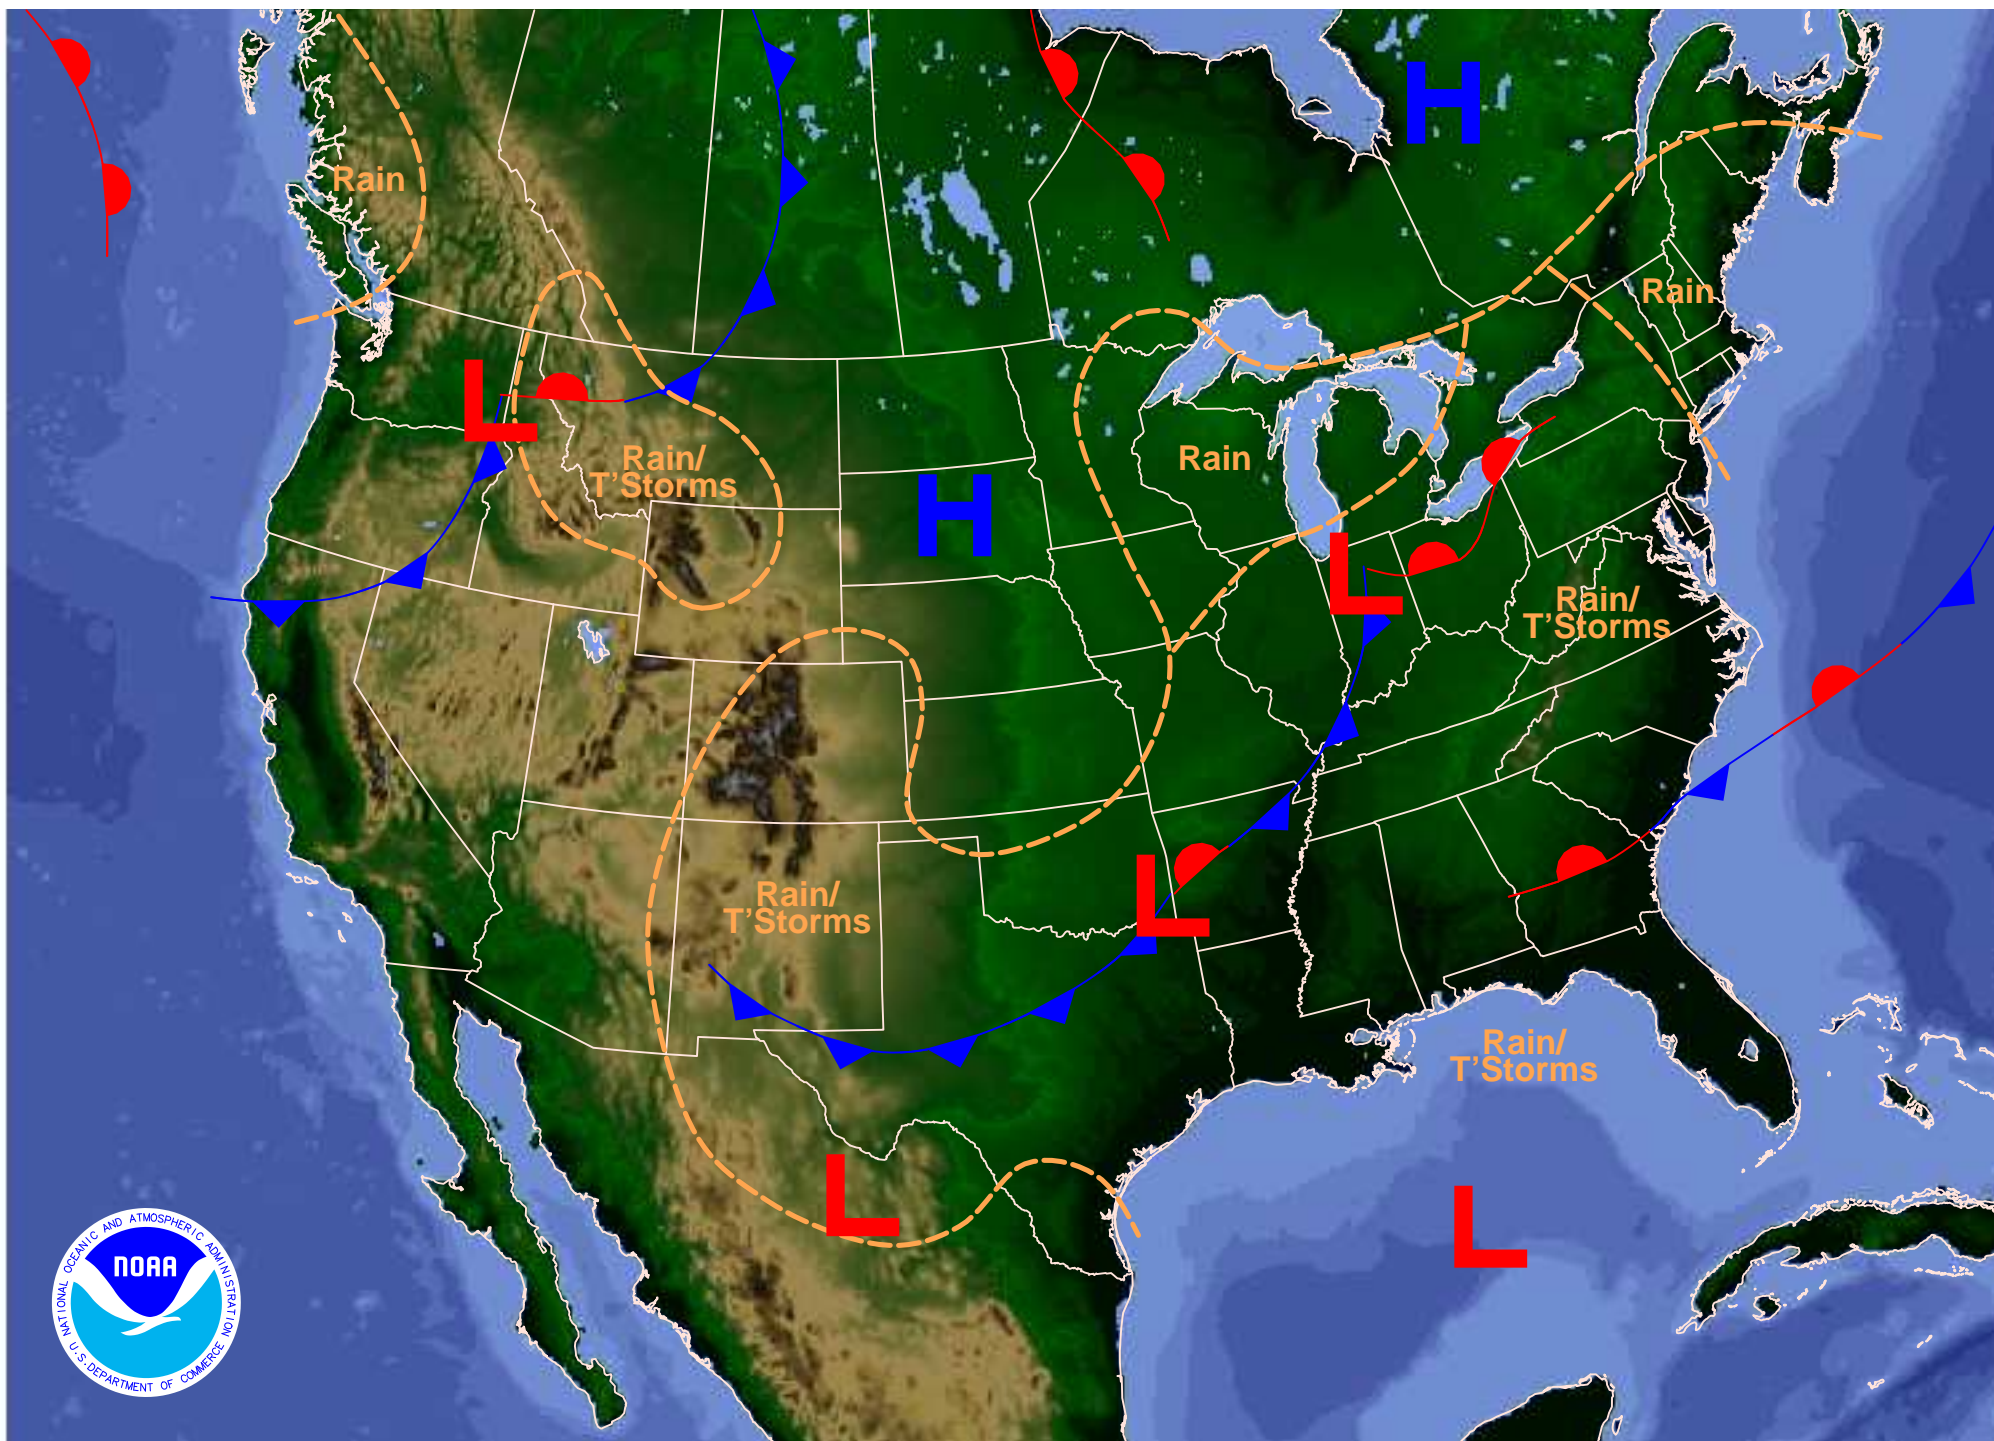 H
Rain
Rain
L
Rain/
T'Storms
Rain
H
L
Rain/
T'Storms
L
Rain/
T'Storms
Rain/
T'Storms
L
L
NATIONAL OCEANIC AND ATMOSPHERIC ADMINISTRATION
NOAA
U.S. DEPARTMENT OF COMMERCE